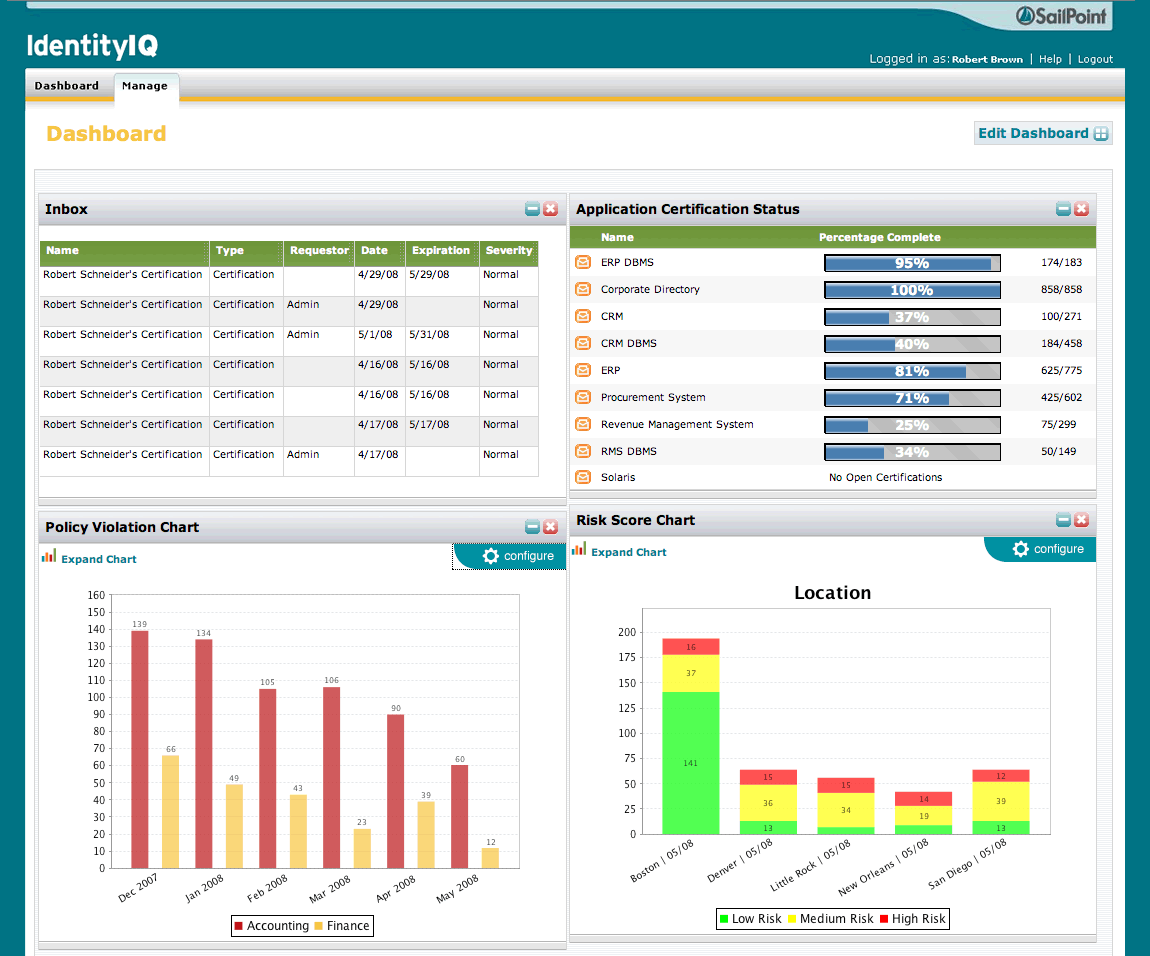 SailPoint
IdentityIQ
Logged in as: Robert Brown | Help | Logout
Dashboard Manage
Dashboard
Edit Dashboard
Inbox
Name Type Requestor Date Expiration Severity
Robert Schneider's Certification Certification 4/29/08 5/29/08 Normal
Robert Schneider's Certification Certification Admin 4/29/08 Normal
Robert Schneider's Certification Certification Admin 5/1/08 5/31/08 Normal
Robert Schneider's Certification Certification 4/16/08 5/16/08 Normal
Robert Schneider's Certification Certification 4/16/08 5/16/08 Normal
Robert Schneider's Certification Certification 4/17/08 5/17/08 Normal
Robert Schneider's Certification Certification Admin 4/17/08 Normal
Application Certification Status
Name Percentage Complete
ERP DBMS 95% 174/183
Corporate Directory 100% 858/858
CRM 37% 100/271
CRM DBMS 40% 184/458
ERP 81% 625/775
Procurement System 71% 425/602
Revenue Management System 25% 75/299
RMS DBMS 34% 50/149
Solaris No Open Certifications
Policy Violation Chart
Expand Chart configure
160
150
140
130
120
110
100
90
80
70
60
50
40
30
20
10
0
139 66 134 49 105 43 106 23 90 39 60 12
Dec 2007 Jan 2008 Feb 2008 Mar 2008 Apr 2008 May 2008
Accounting Finance
Risk Score Chart
Expand Chart configure
Location
200
175
150
125
100
75
50
25
0
16 37 141
15 36 13
15 34
14 19
12 39 13
Boston | 05/08 Denver | 05/08 Little Rock | 05/08 New Orleans | 05/08 San Diego | 05/08
Low Risk Medium Risk High Risk